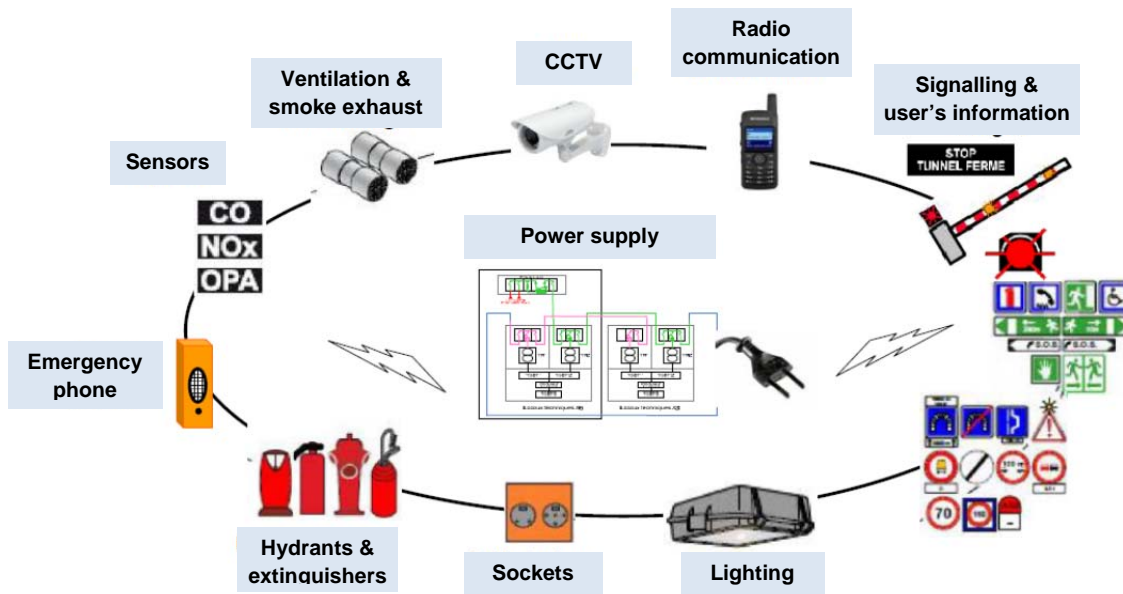 Radio
communication
CCTV
Ventilation &
smoke exhaust
Signalling &
user's information
Sensors
STOP
TUNNEL FERME
CO
NOx
OPA
Power supply
S.O.S.
S.O.S.
Emergency
phone
70
Hydrants &
extinguishers
Sockets
Lighting